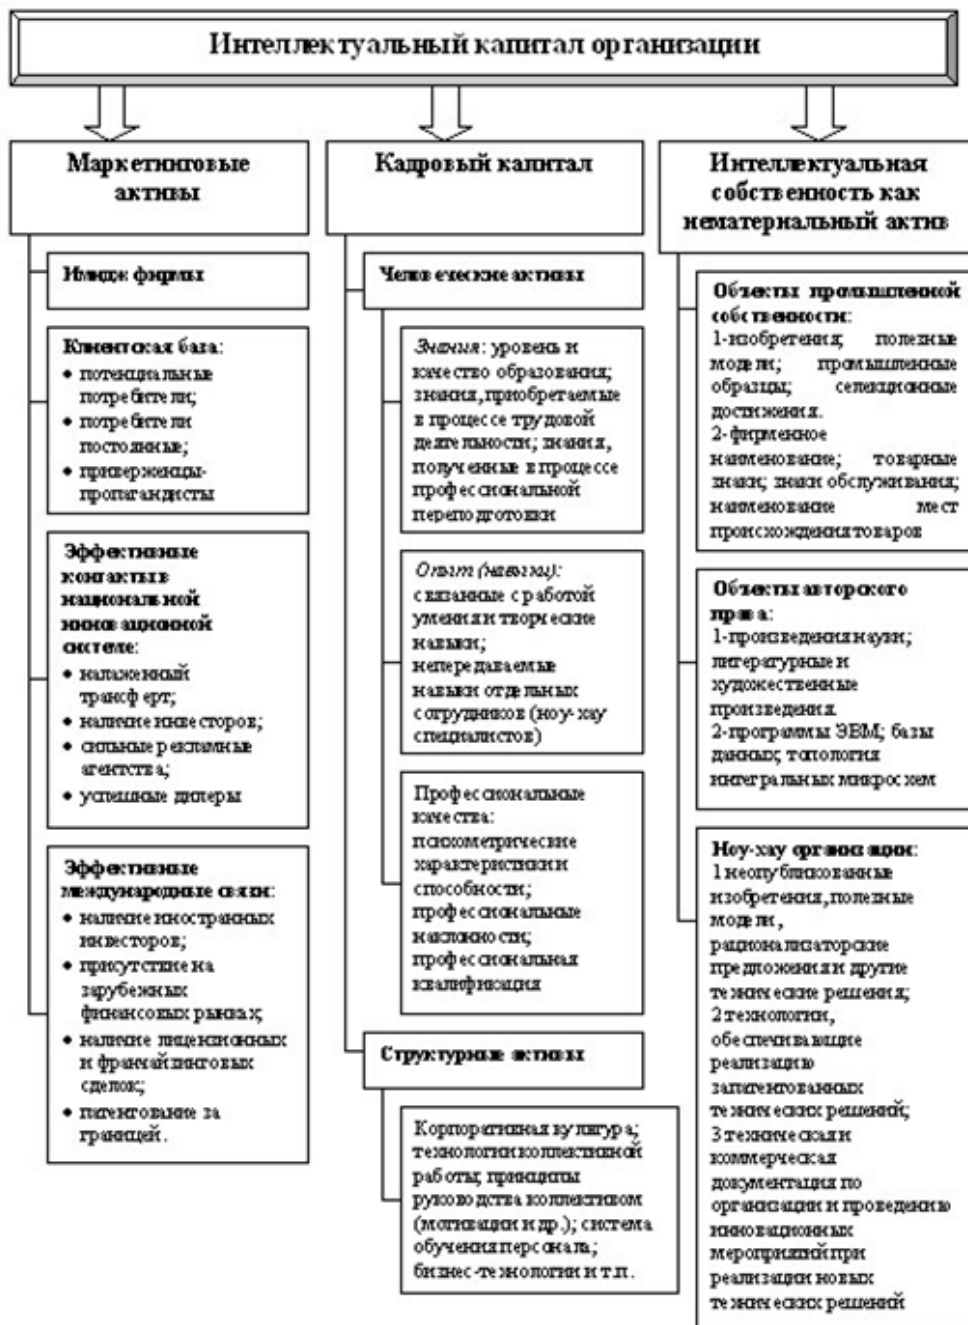 Интеллектуальный капитал организации
Маркетинговые
активы
Имидж фирмы
Клиентская база:
• потенциальные
потребители;
• потребители
постоянные;
• приверженцы-
пропагандисты
Эффективные
контакты в
национальной
инновационной
системе:
• налаженный
трансферт;
• наличие инвесторов;
• сильные рекламные
агентства;
• успешные дилеры
Эффективные
международные связи:
• наличие иностранных
инвесторов;
• присутствие на
зарубежных
финансовых рынках;
• наличие лицензионных
и франчайзинговых
сделок;
• патентование за
границей.
Кадровый капитал
Человеческие активы
Знания: уровень и
качество образования;
знания, приобретаемые
в процессе трудовой
деятельности; знания,
полученные в процессе
профессиональной
переподготовки
Опыт (навыки):
связанные с работой
умения и творческие
навыки;
непередаваемые
навыки отдельных
сотрудников (ноу-хау
специалистов)
Профессиональные
качества:
психометрические
характеристики и
способности;
профессиональные
наклонности;
профессиональная
квалификация
Структурные активы
Корпоративная культура;
технологии коллективной
работы; принципы
руководства коллективом
(мотивации и др.); система
обучения персонала;
бизнес-технологии и т.п.
Интеллектуальная
собственность как
нематериальный актив
Объекты промышленной
собственности:
1-изобретения; полезные
модели; промышленные
образцы; селекционные
достижения.
2-фирменное
наименование; товарные
знаки; знаки обслуживания;
наименование мест
происхождения товаров
Объекты авторского
права:
1-произведения науки;
литературные и
художественные
произведения.
2-программы ЭВМ; базы
данных; топология
интегральных микросхем
Ноу-хау организации:
1 неопубликованные
изобретения, полезные
модели,
рационализаторские
предложения и другие
технические решения;
2 технологии,
обеспечивающие
реализацию
запатентованных
технических решений;
3 техническая и
коммерческая
документация по
организации и проведению
инновационных
мероприятий при
реализации новых
технических решений